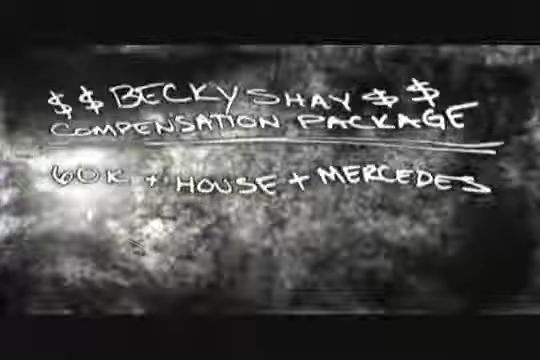 $ $ BECKY SHAY $ $
COMPENSATION PACKAGE
60K + HOUSE + MERCEDES